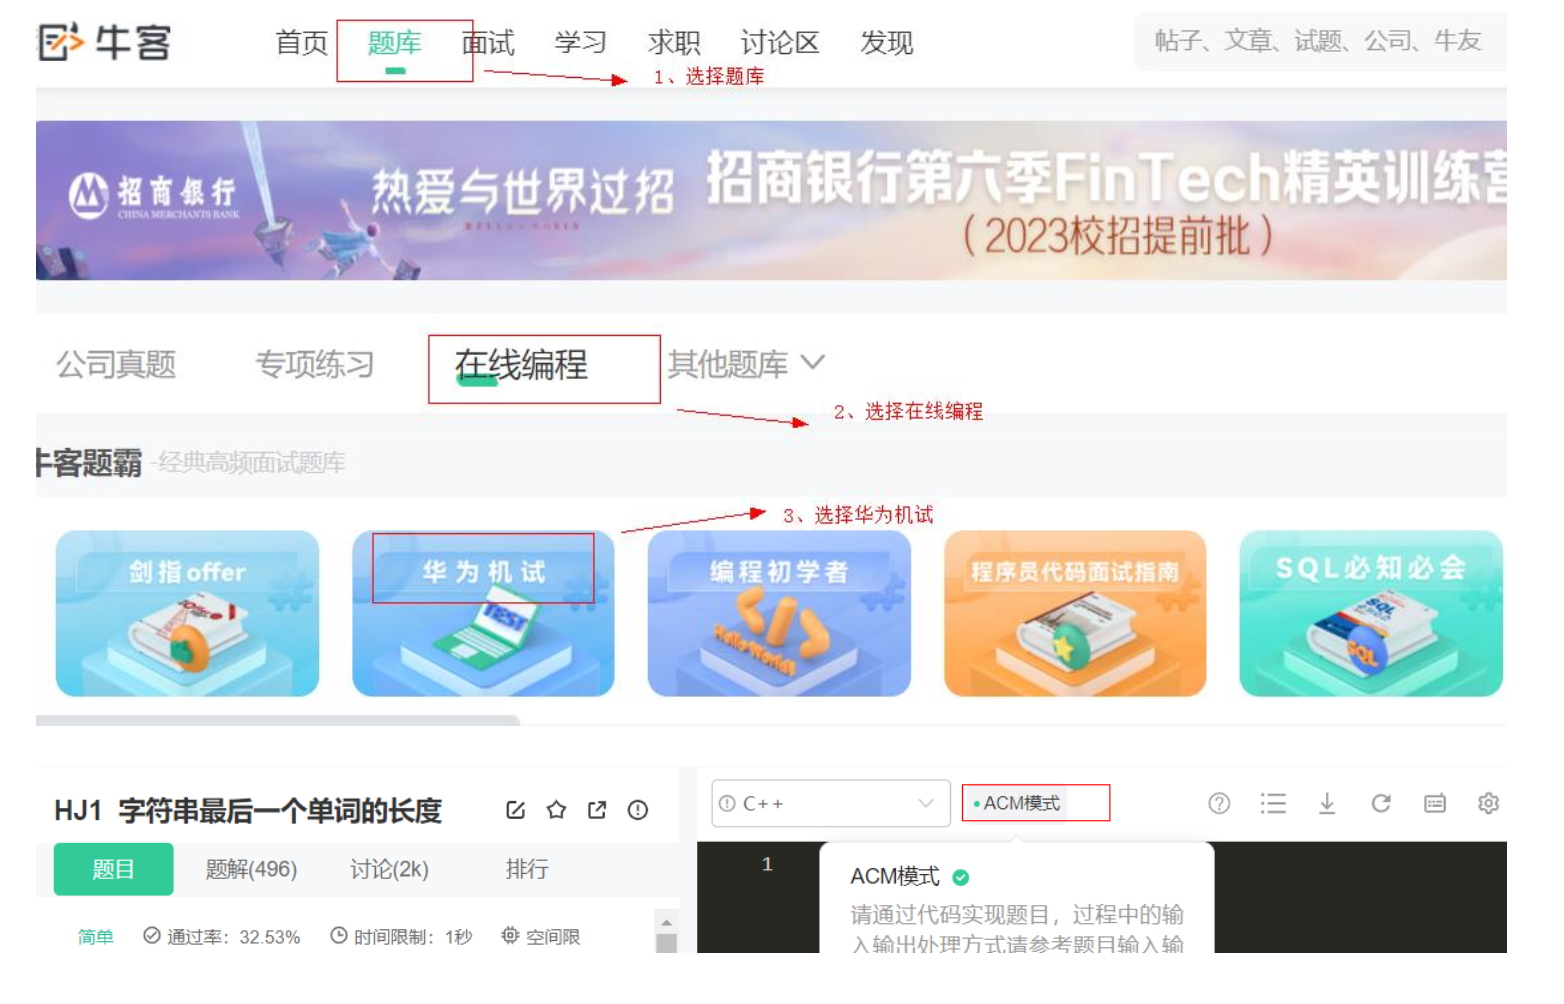 牛客 首页 题库 面试 学习 求职 讨论区 发现 帖子、文章、试题、公司、牛友
1、选择题库
招商银行 热爱与世界过招 招商银行第六季FinTech精英训练营
CHINA MERCHANTS BANK HELLO WORLD (2023校招提前批)
公司真题 专项练习 在线编程 其他题库
2、选择在线编程
牛客题霸 -经典高频面试题库
3、选择华为机试
剑指offer 华为机试 编程初学者 程序员代码面试指南 SQL必知必会
offer TEST Hello World! SQL SQL
HJ1 字符串最后一个单词的长度 C++ •ACM模式
题目 题解(496) 讨论(2k) 排行 1
ACM模式
请通过代码实现题目，过程中的输
入输出处理方式请参考题目输入输
简单 通过率：32.53% 时间限制：1秒 空间限